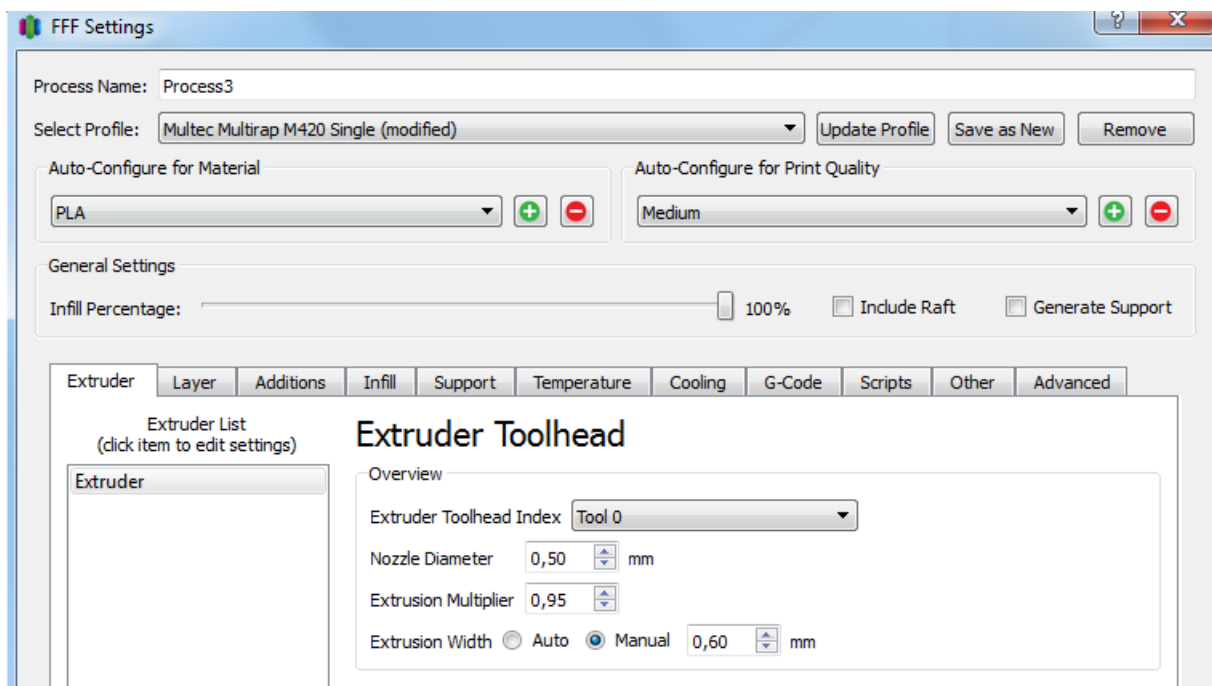 FFF Settings
?
X
Process Name: Process3
Select Profile: Multec Multirap M420 Single (modified) Update Profile Save as New Remove
Auto-Configure for Material Auto-Configure for Print Quality
PLA Medium
General Settings
Infill Percentage: 100% Include Raft Generate Support
Extruder Layer Additions Infill Support Temperature Cooling G-Code Scripts Other Advanced
Extruder List
(click item to edit settings)
Extruder
Extruder Toolhead
Overview
Extruder Toolhead Index Tool 0
Nozzle Diameter 0,50 mm
Extrusion Multiplier 0,95
Extrusion Width Auto Manual 0,60 mm